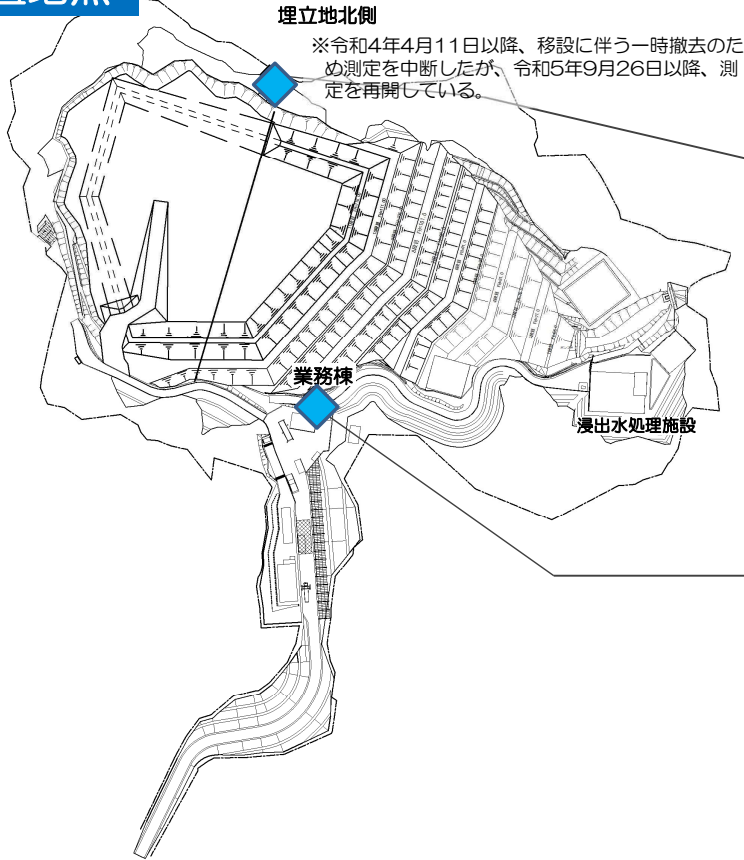 埋立地北側
※令和4年4月11日以降、移設に伴う一時撤去のた
め測定を中断したが、令和5年9月26日以降、測
定を再開している。
業務棟
浸出水処理施設